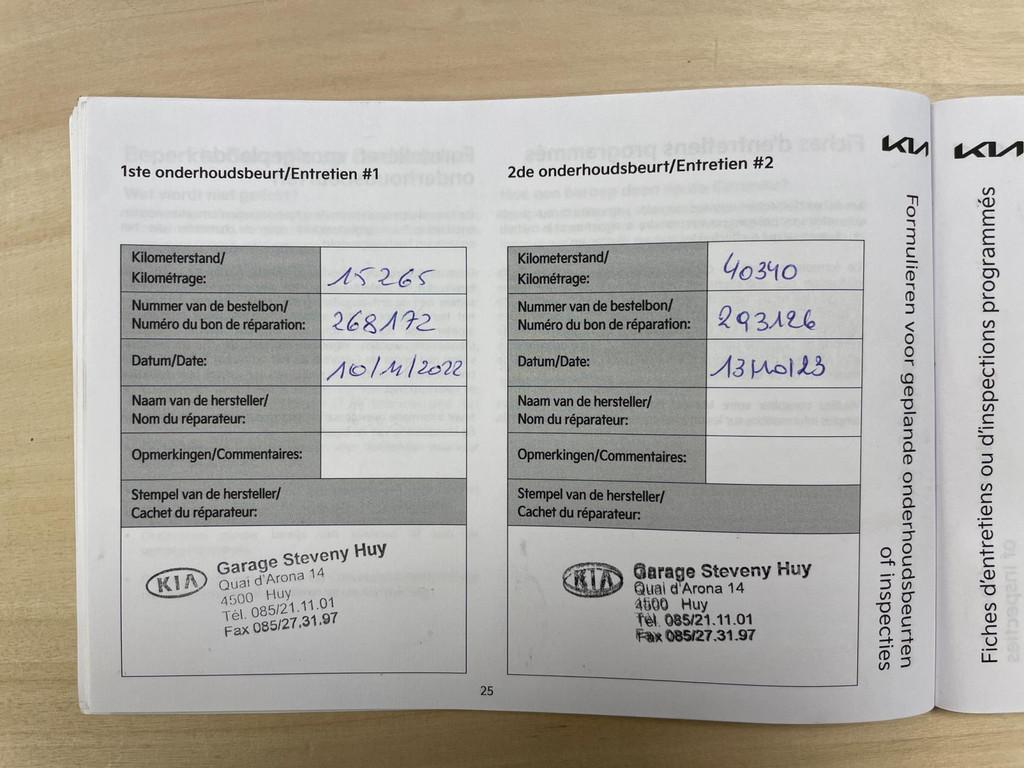 1ste onderhoudsbeurt/Entretien #1
Kilometerstand/
Kilométrage:
15265
Nummer van de bestelbon/
Numéro du bon de réparation:
268172
Datum/Date:
10/11/2022
Naam van de hersteller/
Nom du réparateur:
Opmerkingen/Commentaires:
Stempel van de hersteller/
Cachet du réparateur:
KIA
Garage Steveny Huy
Quai d'Arona 14
4500 Huy
Tél. 085/21.11.01
Fax 085/27.31.97
2de onderhoudsbeurt/Entretien #2
Kilometerstand/
Kilométrage:
40340
Nummer van de bestelbon/
Numéro du bon de réparation:
293126
Datum/Date:
13/10/23
Naam van de hersteller/
Nom du réparateur:
Opmerkingen/Commentaires:
Stempel van de hersteller/
Cachet du réparateur:
KIA
Garage Steveny Huy
Quai d'Arona 14
4500 Huy
Tél. 085/21.11.01
Fax 085/27.31.97
25
KIA
Formulieren voor geplande onderhoudsbeurten
of inspecties
KIA
Fiches d'entretiens ou d'inspections programmés